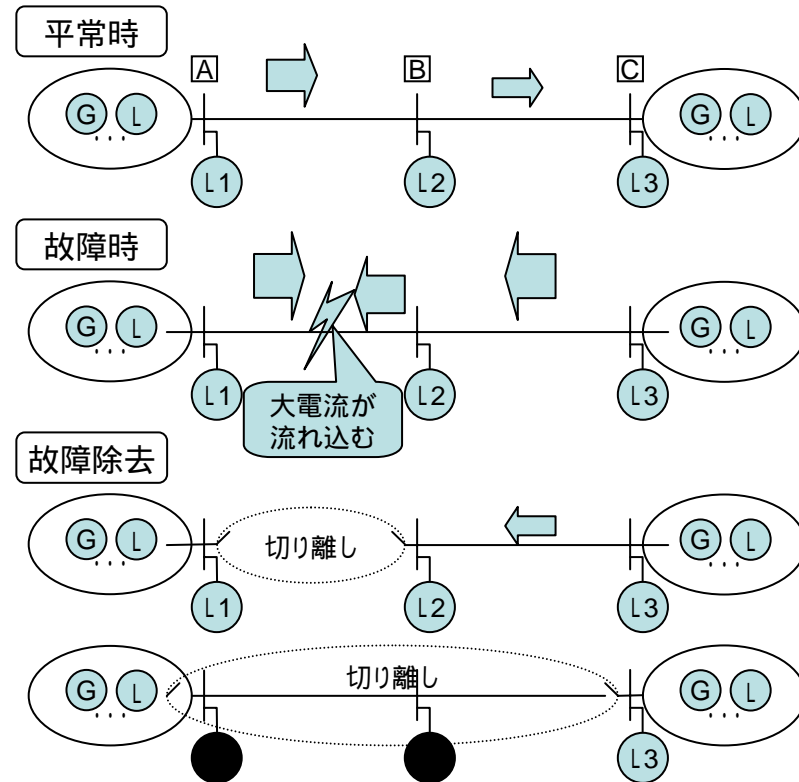 平常時
A B C
G L G L
L1 L2 L3
故障時
G L G L
L1 L2 L3
大電流が
流れ込む
故障除去
G L 切り離し G L
L1 L2 L3
切り離し
G L G L
L3